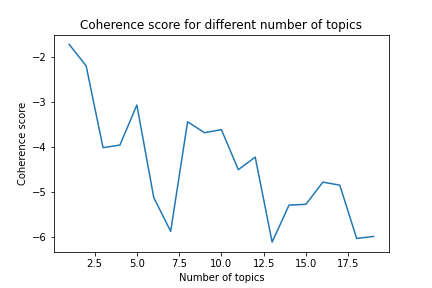 Coherence score for different number of topics
Coherence score
−2
−3
−4
−5
−6
2.5 5.0 7.5 10.0 12.5 15.0 17.5
Number of topics